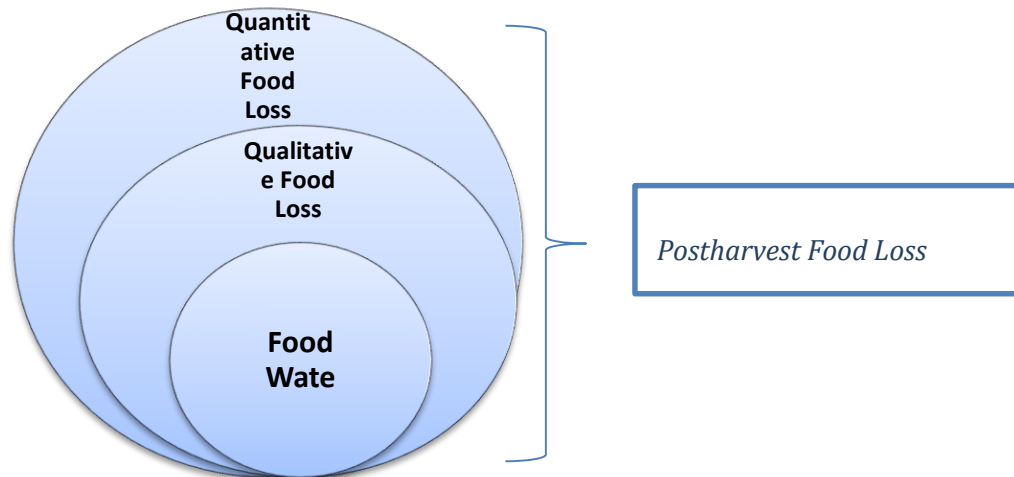 Quantit
ative
Food
Loss
Qualitativ
e Food
Loss
Food
Wate
Postharvest Food Loss